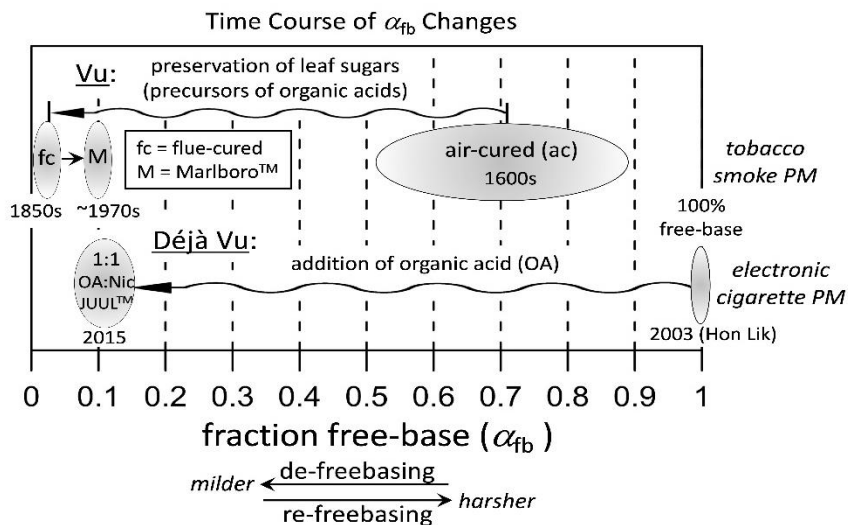 Time Course of αfb Changes
Vu:
preservation of leaf sugars
(precursors of organic acids)
fc
M
fc = flue-cured
M = Marlboro™
air-cured (ac)
1600s
tobacco
smoke PM
1850s
~1970s
100%
free-base
Déjà Vu:
1:1
OA:Nic
JUUL™
addition of organic acid (OA)
electronic
cigarette PM
2015
2003 (Hon Lik)
0 0.1 0.2 0.3 0.4 0.5 0.6 0.7 0.8 0.9 1
fraction free-base (αfb)
milder
de-freebasing
re-freebasing
harsher